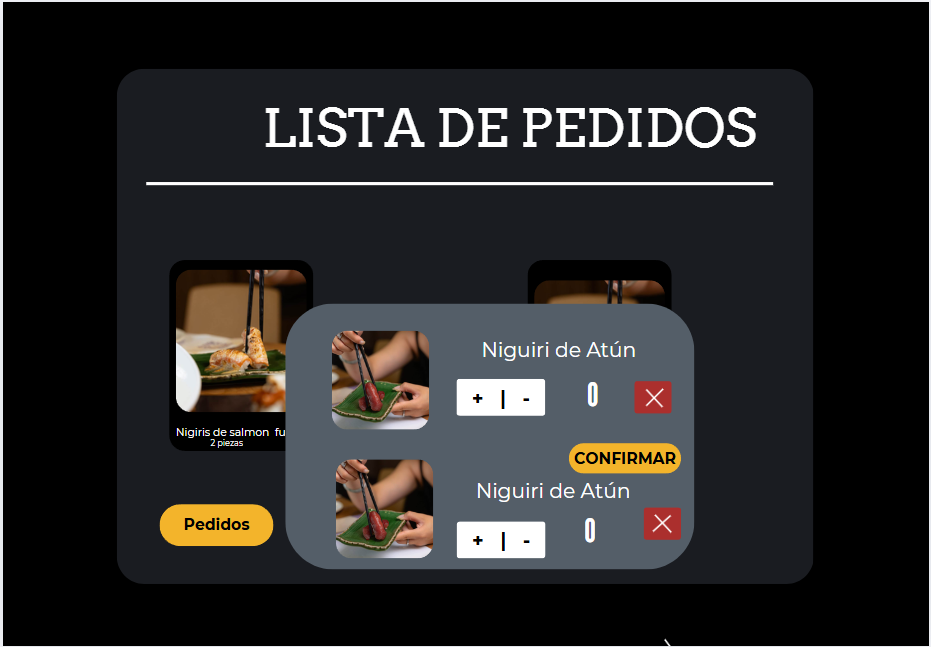 LISTA DE PEDIDOS
Nigiris de salmon fu
2 piezas
Pedidos
Niguiri de Atún
+ | -
0
CONFIRMAR
Niguiri de Atún
+ | -
0